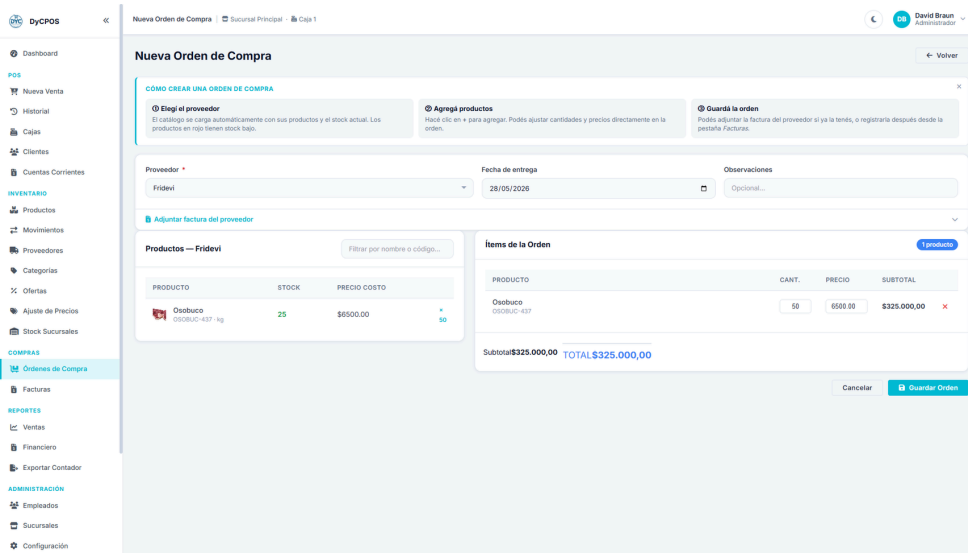 DyCPOS
«
Dashboard
POS
Nueva Venta
Historial
Cajas
Clientes
Cuentas Corrientes
INVENTARIO
Productos
Movimientos
Proveedores
Categorías
Ofertas
Ajuste de Precios
Stock Sucursales
COMPRAS
Órdenes de Compra
Facturas
REPORTES
Ventas
Financiero
Exportar Contador
ADMINISTRACIÓN
Empleados
Sucursales
Configuración
Nueva Orden de Compra Sucursal Principal · Caja 1
DB David Braun
Administrador
Nueva Orden de Compra
← Volver
CÓMO CREAR UNA ORDEN DE COMPRA
① Elegí el proveedor
El catálogo se carga automáticamente con sus productos y el stock actual. Los
productos en rojo tienen stock bajo.
② Agregá productos
Hacé clic en + para agregar. Podés ajustar cantidades y precios directamente en la
orden.
③ Guardá la orden
Podés adjuntar la factura del proveedor si ya la tenés, o registrarla después desde la
pestaña Facturas.
Proveedor *
Fridevi
Fecha de entrega
28/05/2026
Observaciones
Opcional...
Adjuntar factura del proveedor
Productos — Fridevi
Filtrar por nombre o código...
PRODUCTO STOCK PRECIO COSTO
Osobuco 25 $6500.00 + 50
OSOBUC-437 · kg
Ítems de la Orden
1 producto
PRODUCTO CANT. PRECIO SUBTOTAL
Osobuco 50 6500.00 $325.000,00 ×
OSOBUC-437
Subtotal$325.000,00 TOTAL$325.000,00
Cancelar Guardar Orden